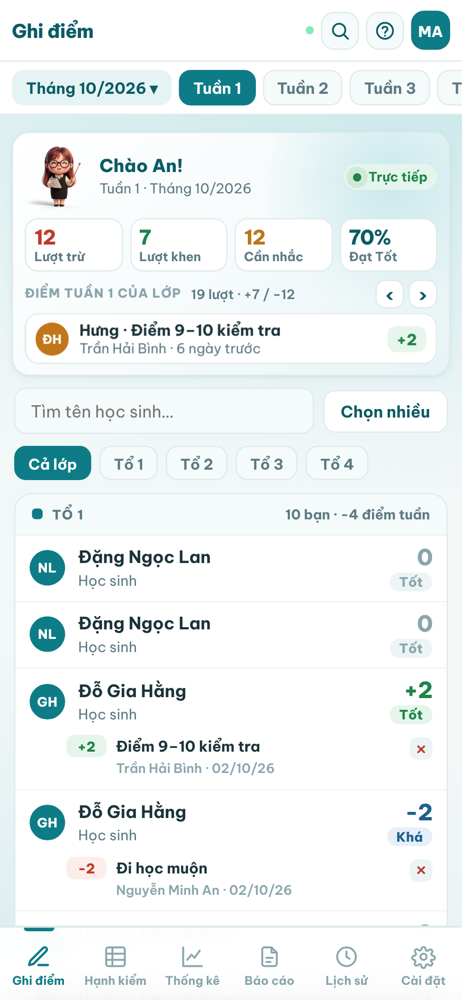 Ghi điểm
MA
Tháng 10/2026 ▾
Tuần 1
Tuần 2
Tuần 3
T
Chào An!
Tuần 1 · Tháng 10/2026
Trực tiếp
12
Lượt trừ
7
Lượt khen
12
Cần nhắc
70%
Đạt Tốt
ĐIỂM TUẦN 1 CỦA LỚP
19 lượt · +7 / -12
‹
›
ĐH
Hưng · Điểm 9–10 kiểm tra
Trần Hải Bình · 6 ngày trước
+2
Tìm tên học sinh...
Chọn nhiều
Cả lớp
Tổ 1
Tổ 2
Tổ 3
Tổ 4
TỔ 1
10 bạn · -4 điểm tuần
NL
Đặng Ngọc Lan
Học sinh
0
Tốt
NL
Đặng Ngọc Lan
Học sinh
0
Tốt
GH
Đỗ Gia Hằng
Học sinh
+2
Tốt
+2
Điểm 9–10 kiểm tra
Trần Hải Bình · 02/10/26
×
GH
Đỗ Gia Hằng
Học sinh
-2
Khá
-2
Đi học muộn
Nguyễn Minh An · 02/10/26
×
Hoàng Khánh Nam
Ghi điểm
Hạnh kiểm
Thống kê
Báo cáo
Lịch sử
Cài đặt